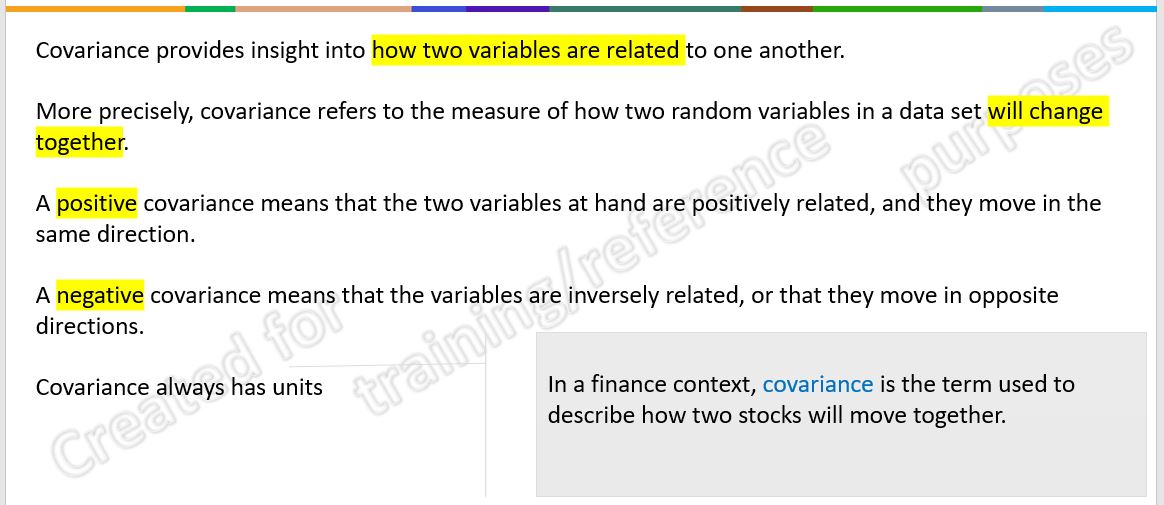 Covariance provides insight into how two variables are related to one another.
More precisely, covariance refers to the measure of how two random variables in a data set will change
together.
A positive covariance means that the two variables at hand are positively related, and they move in the
same direction.
A negative covariance means that the variables are inversely related, or that they move in opposite
directions.
Covariance always has units
In a finance context, covariance is the term used to
describe how two stocks will move together.
Created for
training/reference
purposes